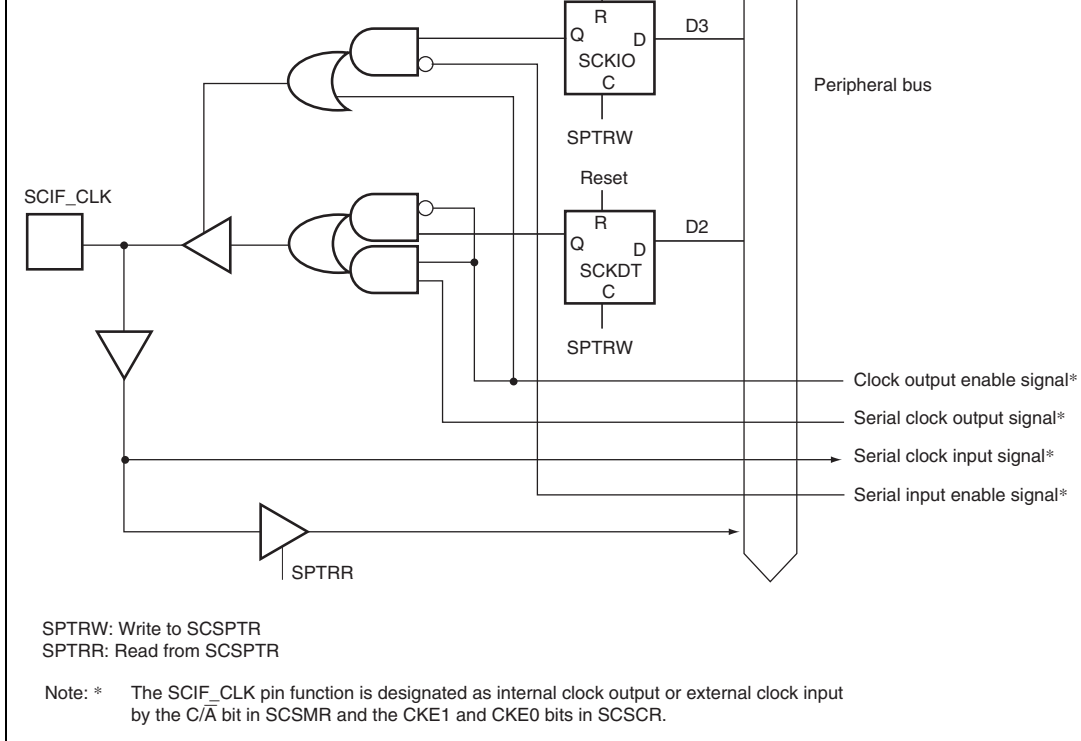 R
Q
D
D3
SCKIO
C
Peripheral bus
SPTRW
Reset
SCIF_CLK
R
Q
D
D2
SCKDT
C
SPTRW
Clock output enable signal*
Serial clock output signal*
Serial clock input signal*
Serial input enable signal*
SPTRR
SPTRW: Write to SCSPTR
SPTRR: Read from SCSPTR
Note: * The SCIF_CLK pin function is designated as internal clock output or external clock input
by the C/A̅ bit in SCSMR and the CKE1 and CKE0 bits in SCSCR.